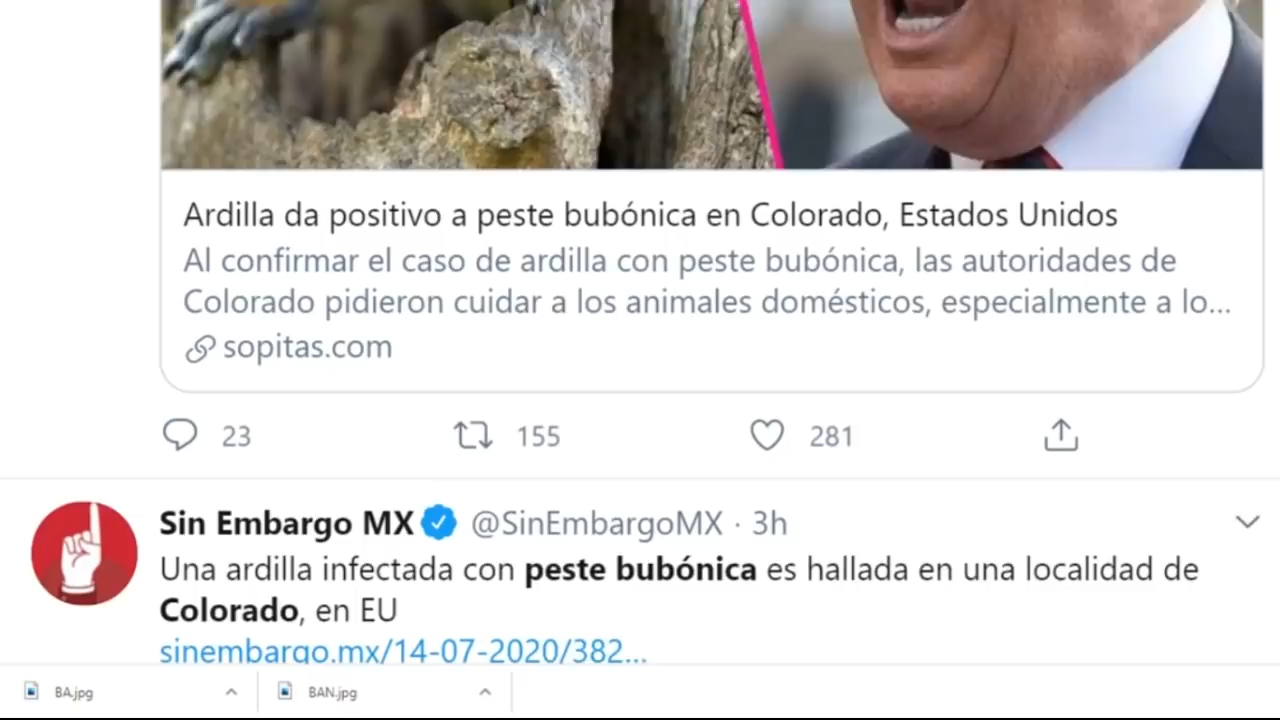 Ardilla da positivo a peste bubónica en Colorado, Estados Unidos
Al confirmar el caso de ardilla con peste bubónica, las autoridades de
Colorado pidieron cuidar a los animales domésticos, especialmente a lo...
sopitas.com
23 155 281
Sin Embargo MX @SinEmbargoMX · 3h
Una ardilla infectada con peste bubónica es hallada en una localidad de
Colorado, en EU
sinembargo.mx/14-07-2020/382...
BA.jpg BAN.jpg